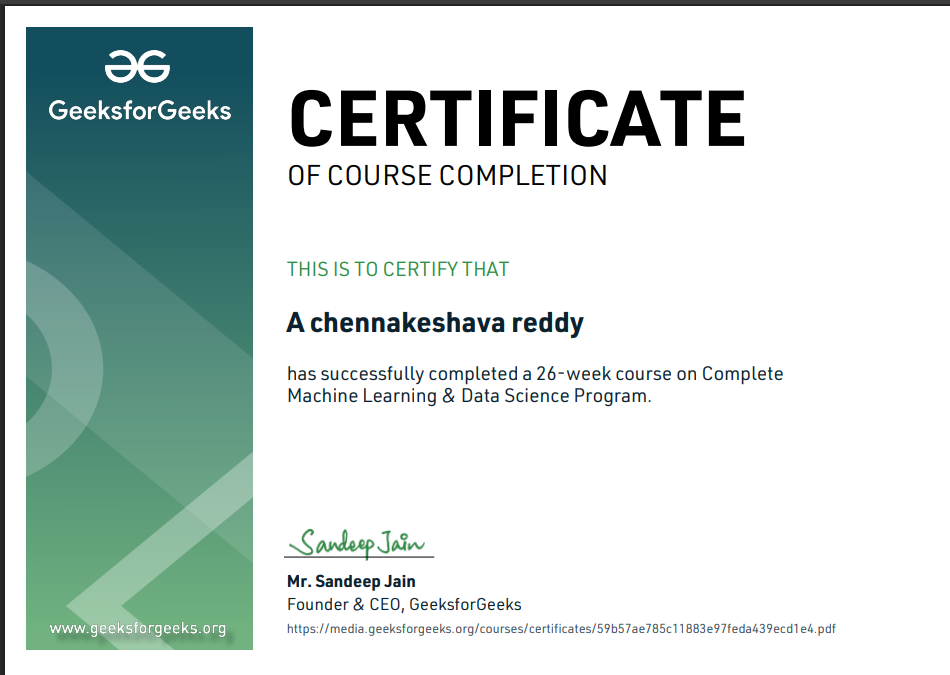 GeeksforGeeks
CERTIFICATE
OF COURSE COMPLETION
THIS IS TO CERTIFY THAT
A chennakeshava reddy
has successfully completed a 26-week course on Complete
Machine Learning & Data Science Program.
Sandeep Jain
Mr. Sandeep Jain
Founder & CEO, GeeksforGeeks
https://media.geeksforgeeks.org/courses/certificates/59b57ae785c11883e97feda439ecd1e4.pdf
www.geeksforgeeks.org